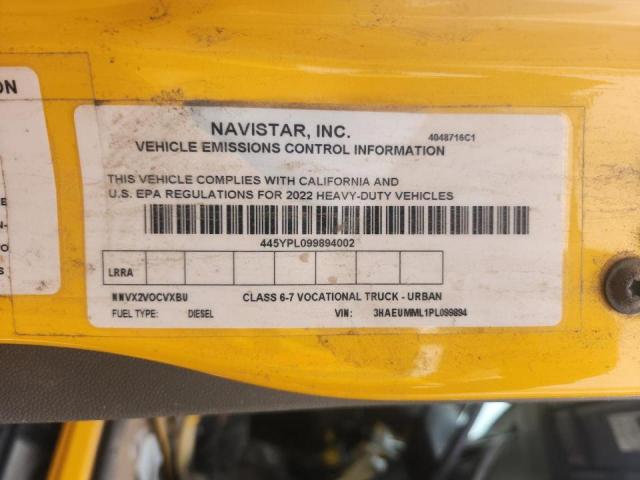 ON
NAVISTAR, INC.
4048716C1
VEHICLE EMISSIONS CONTROL INFORMATION
THIS VEHICLE COMPLIES WITH CALIFORNIA AND
U.S. EPA REGULATIONS FOR 2022 HEAVY-DUTY VEHICLES
445YPL099894002
LRRA
NNVX2VOCVXBU CLASS 6-7 VOCATIONAL TRUCK - URBAN
FUEL TYPE: DIESEL VIN: 3HAEUMML1PL099894